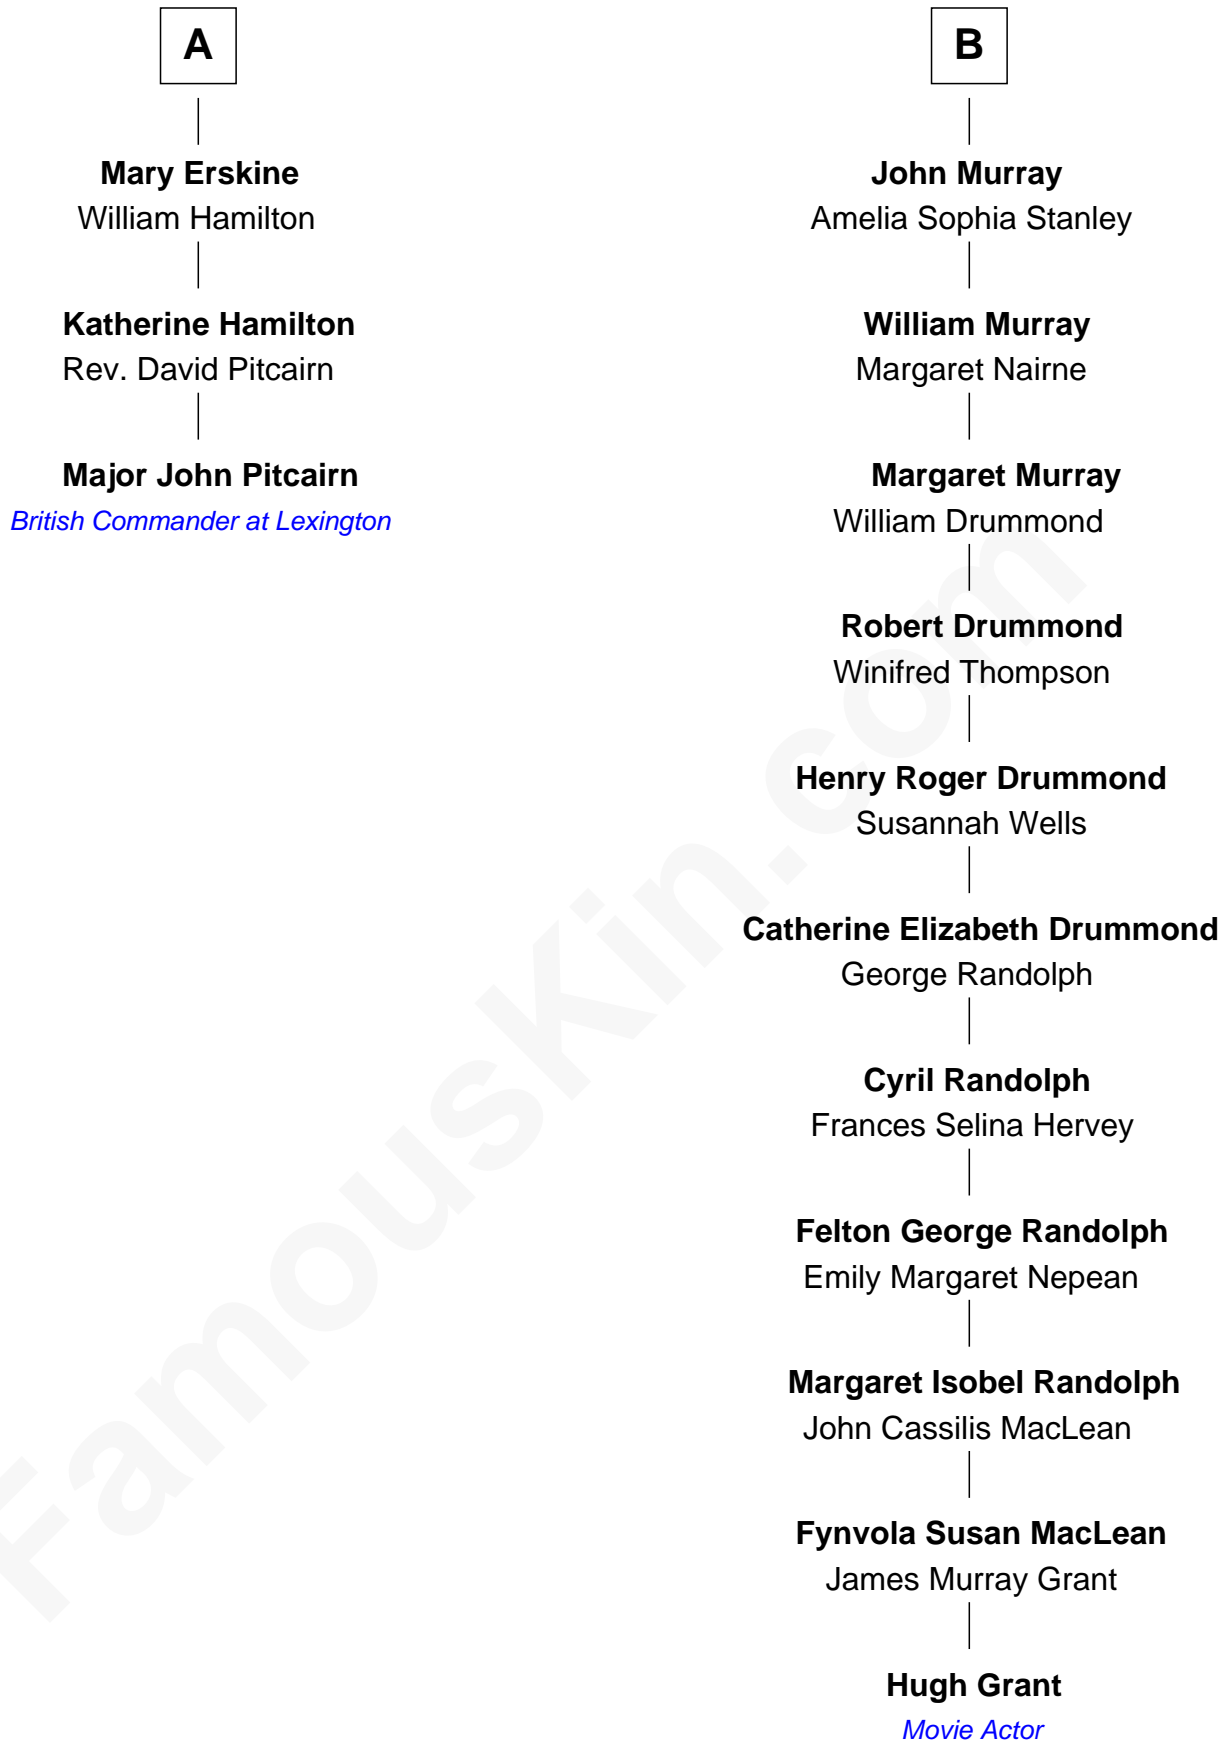 A
Mary Erskine
William Hamilton
Katherine Hamilton
Rev. David Pitcairn
Major John Pitcairn
British Commander at Lexington
B
John Murray
Amelia Sophia Stanley
William Murray
Margaret Nairne
Margaret Murray
William Drummond
Robert Drummond
Winifred Thompson
Henry Roger Drummond
Susannah Wells
Catherine Elizabeth Drummond
George Randolph
Cyril Randolph
Frances Selina Hervey
Felton George Randolph
Emily Margaret Nepean
Margaret Isobel Randolph
John Cassilis MacLean
Fynvola Susan MacLean
James Murray Grant
Hugh Grant
Movie Actor
FamousKin.com